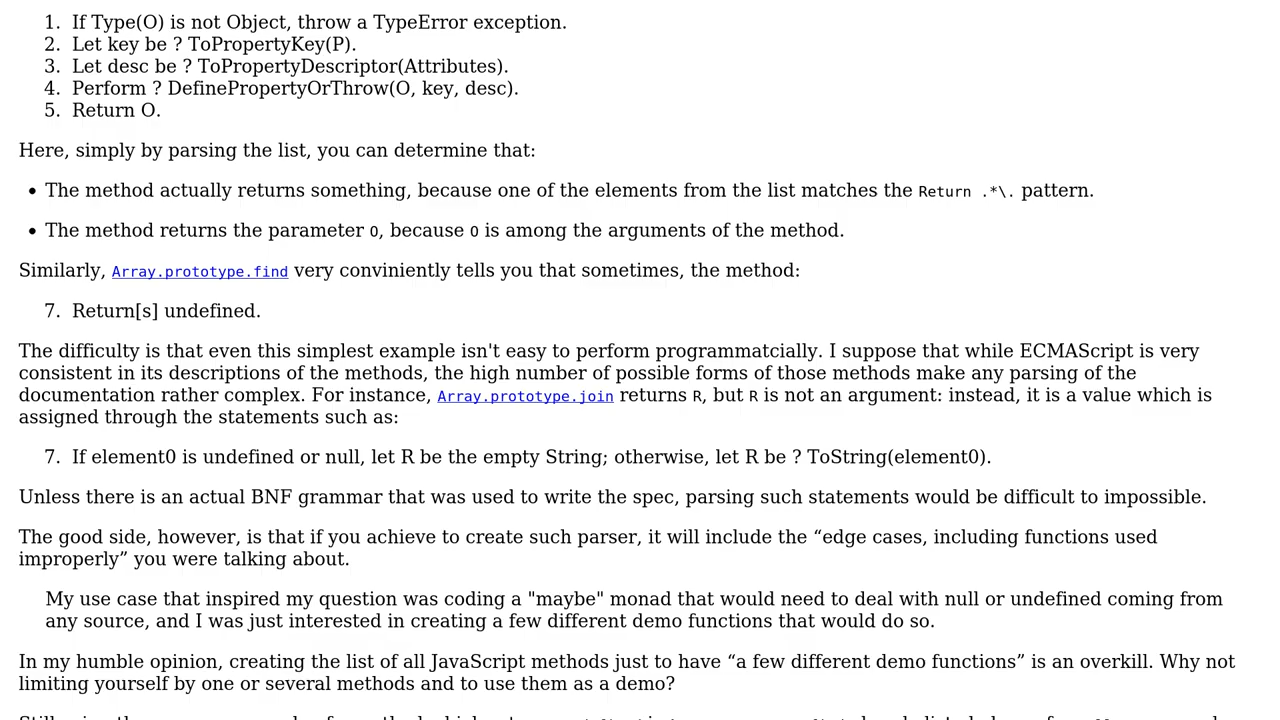 1. If Type(O) is not Object, throw a TypeError exception.
2. Let key be ? ToPropertyKey(P).
3. Let desc be ? ToPropertyDescriptor(Attributes).
4. Perform ? DefinePropertyOrThrow(O, key, desc).
5. Return O.
Here, simply by parsing the list, you can determine that:
• The method actually returns something, because one of the elements from the list matches the Return .*\. pattern.
• The method returns the parameter O, because O is among the arguments of the method.
Similarly, Array.prototype.find very conviniently tells you that sometimes, the method:
7. Return[s] undefined.
The difficulty is that even this simplest example isn't easy to perform programmatcially. I suppose that while ECMAScript is very
consistent in its descriptions of the methods, the high number of possible forms of those methods make any parsing of the
documentation rather complex. For instance, Array.prototype.join returns R, but R is not an argument: instead, it is a value which is
assigned through the statements such as:
7. If element0 is undefined or null, let R be the empty String; otherwise, let R be ? ToString(element0).
Unless there is an actual BNF grammar that was used to write the spec, parsing such statements would be difficult to impossible.
The good side, however, is that if you achieve to create such parser, it will include the “edge cases, including functions used
improperly” you were talking about.
My use case that inspired my question was coding a "maybe" monad that would need to deal with null or undefined coming from
any source, and I was just interested in creating a few different demo functions that would do so.
In my humble opinion, creating the list of all JavaScript methods just to have “a few different demo functions” is an overkill. Why not
limiting yourself by one or several methods and to use them as a demo?